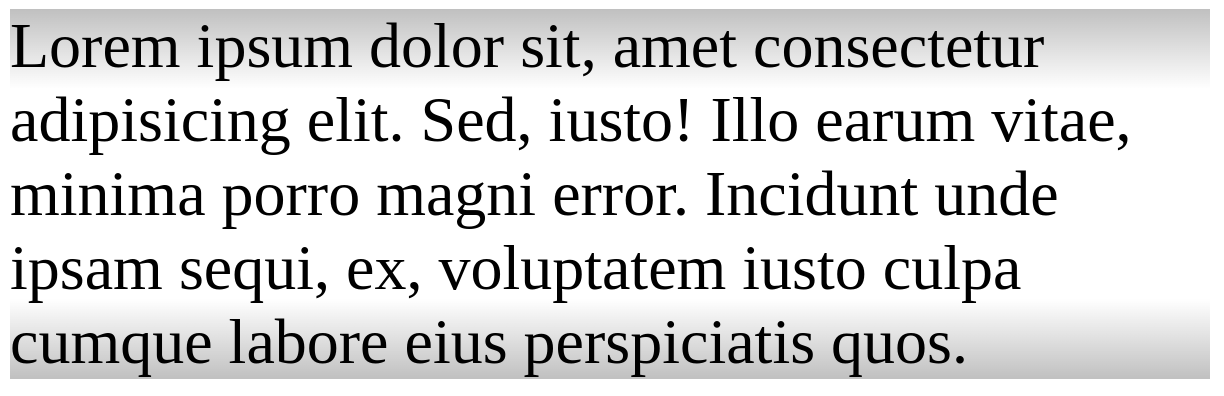 Lorem ipsum dolor sit, amet consectetur
adipisicing elit. Sed, iusto! Illo earum vitae,
minima porro magni error. Incidunt unde
ipsam sequi, ex, voluptatem iusto culpa
cumque labore eius perspiciatis quos.